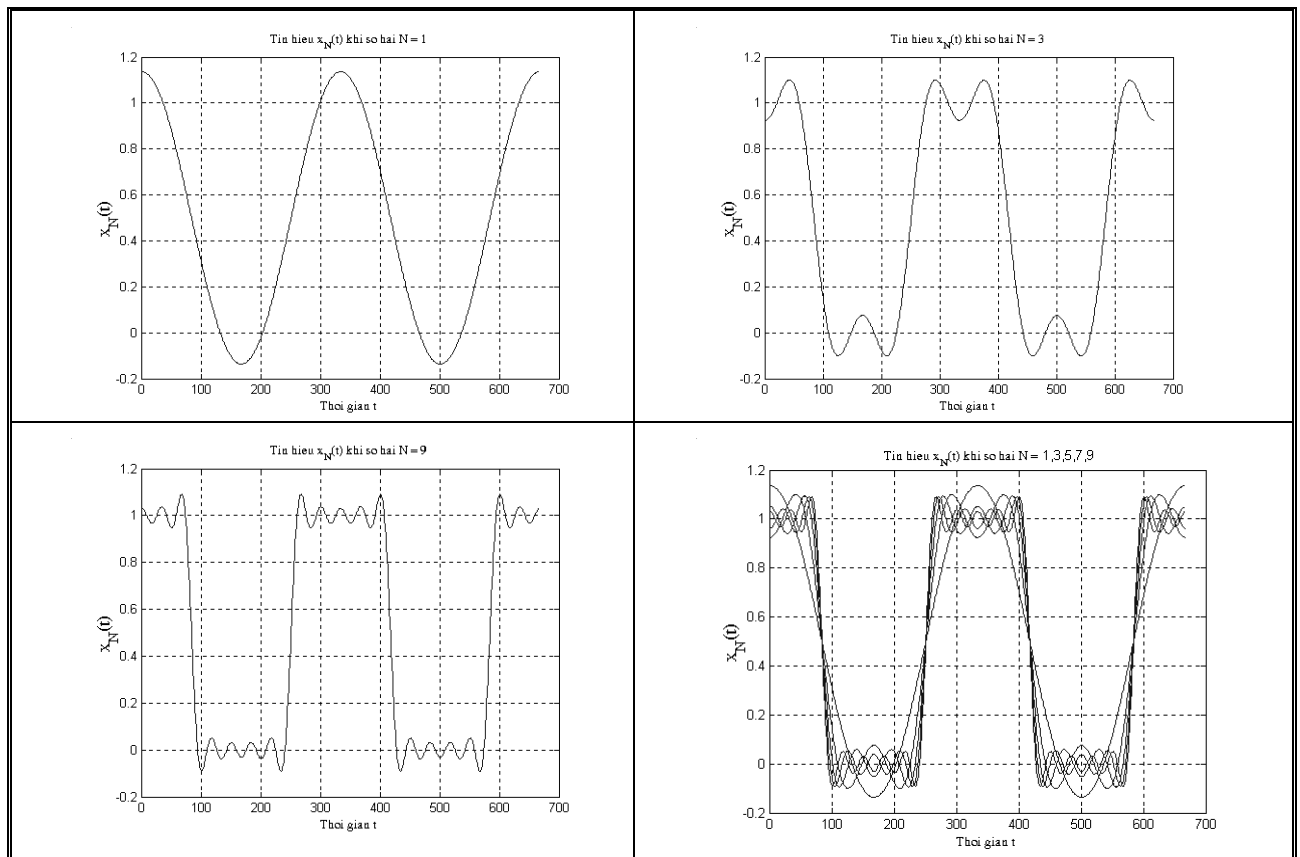 Tin hieu x_N(t) khi so hai N = 1
1.2
1
0.8
0.6
0.4
0.2
0
-0.2
x_N(t)
0 100 200 300 400 500 600 700
Thoi gian t
Tin hieu x_N(t) khi so hai N = 3
1.2
1
0.8
0.6
0.4
0.2
0
-0.2
x_N(t)
0 100 200 300 400 500 600 700
Thoi gian t
Tin hieu x_N(t) khi so hai N = 9
1.2
1
0.8
0.6
0.4
0.2
0
-0.2
x_N(t)
0 100 200 300 400 500 600 700
Thoi gian t
Tin hieu x_N(t) khi so hai N = 1,3,5,7,9
1.2
1
0.8
0.6
0.4
0.2
0
-0.2
x_N(t)
0 100 200 300 400 500 600 700
Thoi gian t